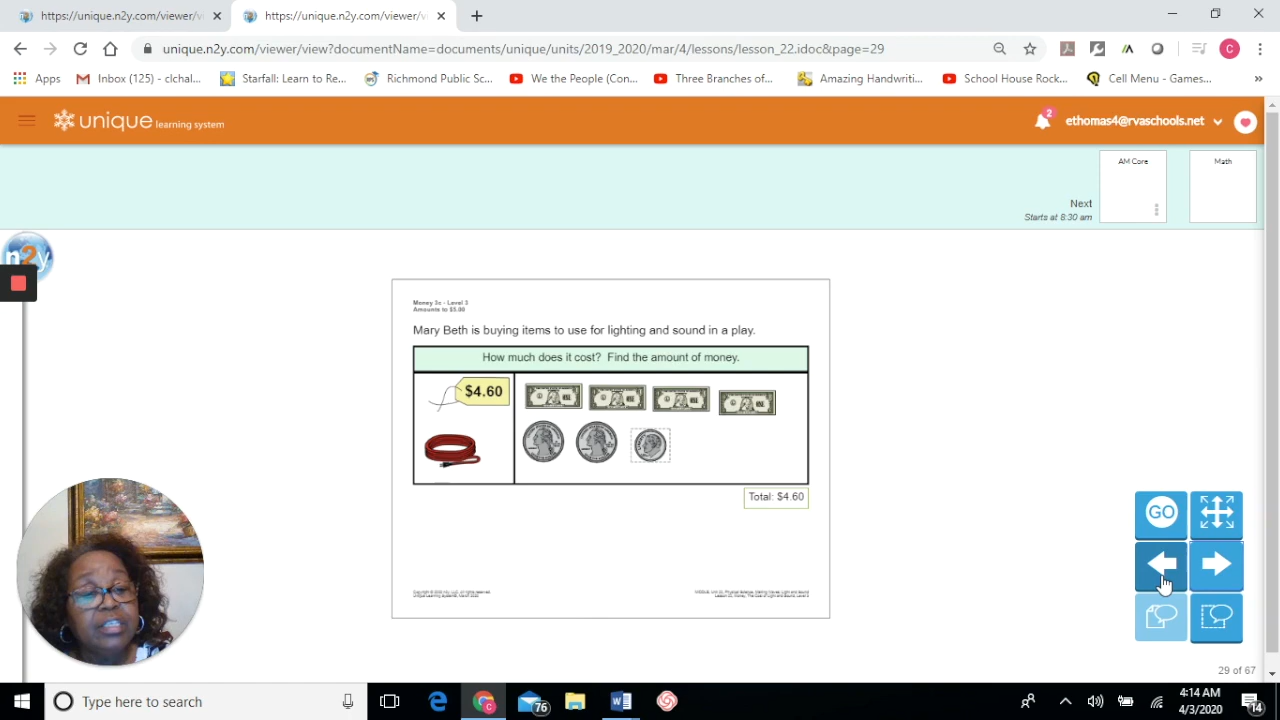 https://unique.n2y.com/viewer/v
https://unique.n2y.com/viewer/vi
unique.n2y.com/viewer/view?documentName=documents/unique/units/2019_2020/mar/4/lessons/lesson_22.idoc&page=29
C
Apps
Inbox (125) - clchal...
Starfall: Learn to Re...
Richmond Public Sc...
We the People (Con...
Three Branches of...
Amazing Handwriti...
School House Rock...
Cell Menu - Games...
»
unique learning system
2
ethomas4@rvaschools.net
AM Core
Math
Next
Starts at 8:30 am
n2y
Money 3c - Level 3
Amounts to $5.00
Mary Beth is buying items to use for lighting and sound in a play.
How much does it cost? Find the amount of money.
$4.60
Total: $4.60
GO
29 of 67
Type here to search
76
4:14 AM
4/3/2020
14